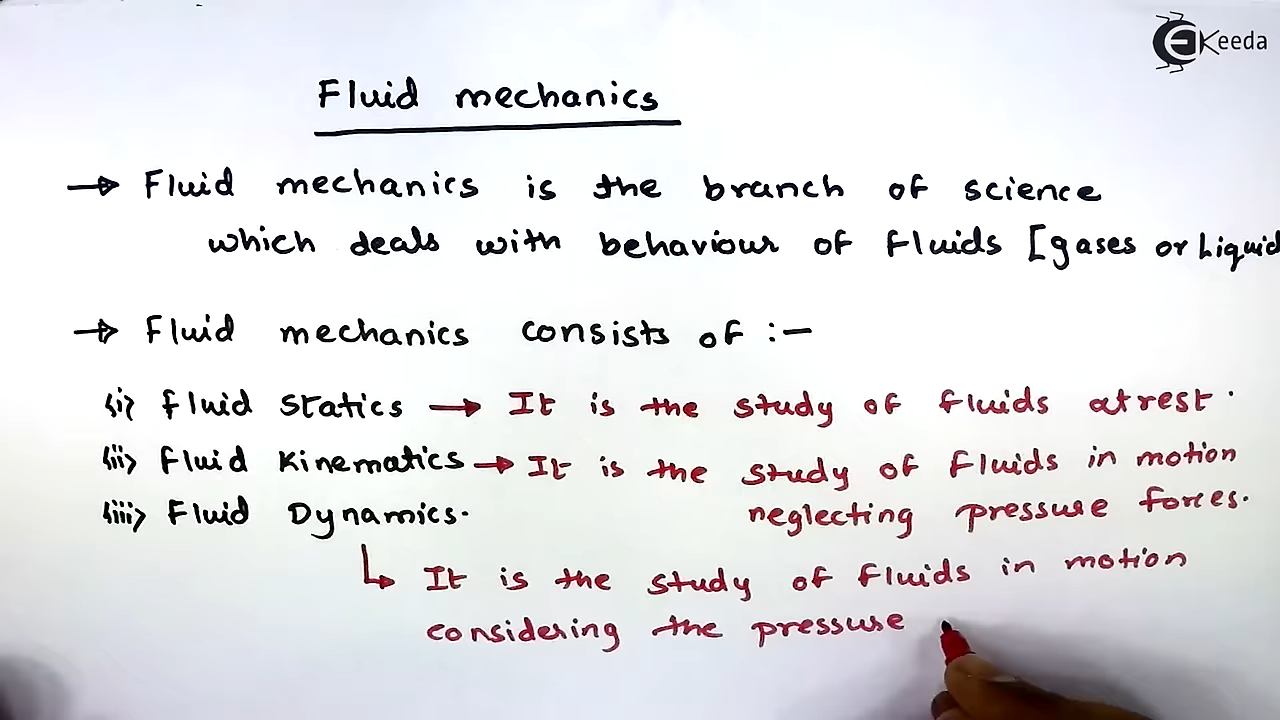 EKeeda
Fluid mechanics
→ Fluid mechanics is the branch of science
which deals with behaviour of fluids [gases or Liquid
→ Fluid mechanics consists of :-
(i) Fluid Statics → It is the study of fluids at rest.
(ii) Fluid Kinematics → It is the study of fluids in motion
neglecting pressure forces.
(iii) Fluid Dynamics.
↳ It is the study of fluids in motion
considering the pressure